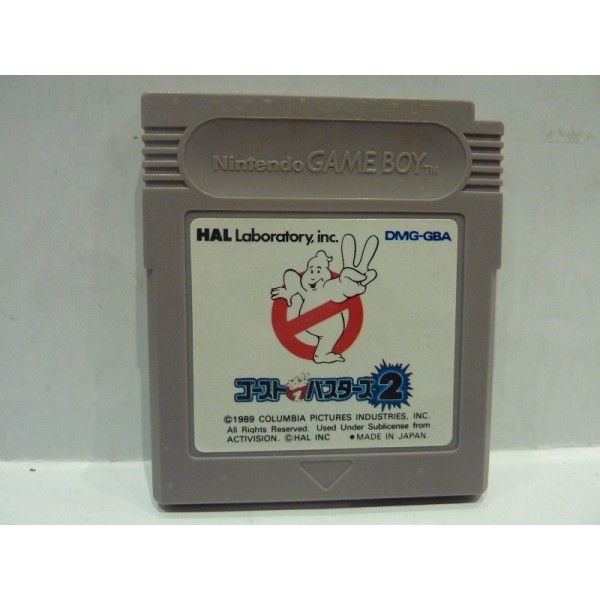 Nintendo GAME BOY™
HAL Laboratory, inc. DMG-GBA
ゴーストバスターズ2
©1989 COLUMBIA PICTURES INDUSTRIES, INC.
All Rights Reserved. Used Under Sublicense from
ACTIVISION. ©HAL INC ●MADE IN JAPAN.